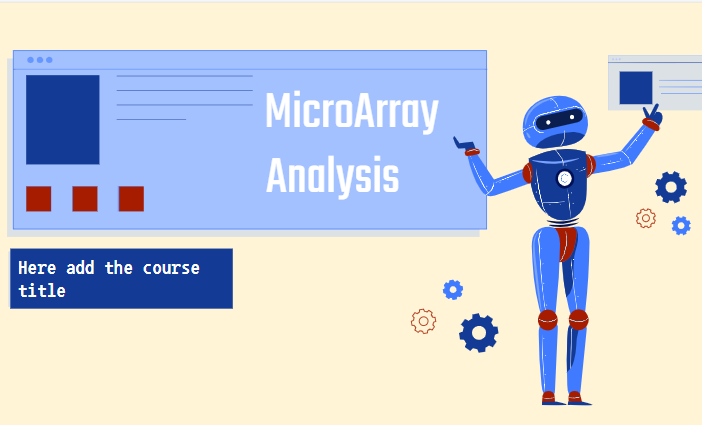 MicroArray
Analysis
Here add the course
title